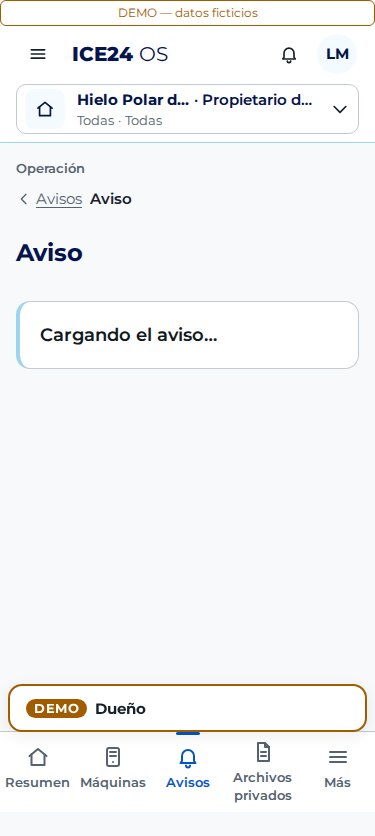 DEMO — datos ficticios
ICE24 OS
LM
Hielo Polar d... · Propietario d...
Todas · Todas
Operación
Avisos Aviso
Aviso
Cargando el aviso...
DEMO Dueño
Resumen Máquinas Avisos Archivos privados Más